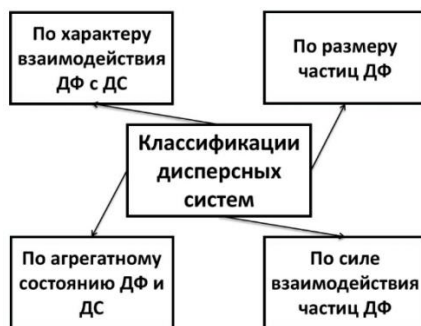 По характеру
взаимодействия
ДФ с ДС
По размеру
частиц ДФ
Классификации
дисперсных
систем
По агрегатному
состоянию ДФ и
ДС
По силе
взаимодействия
частиц ДФ